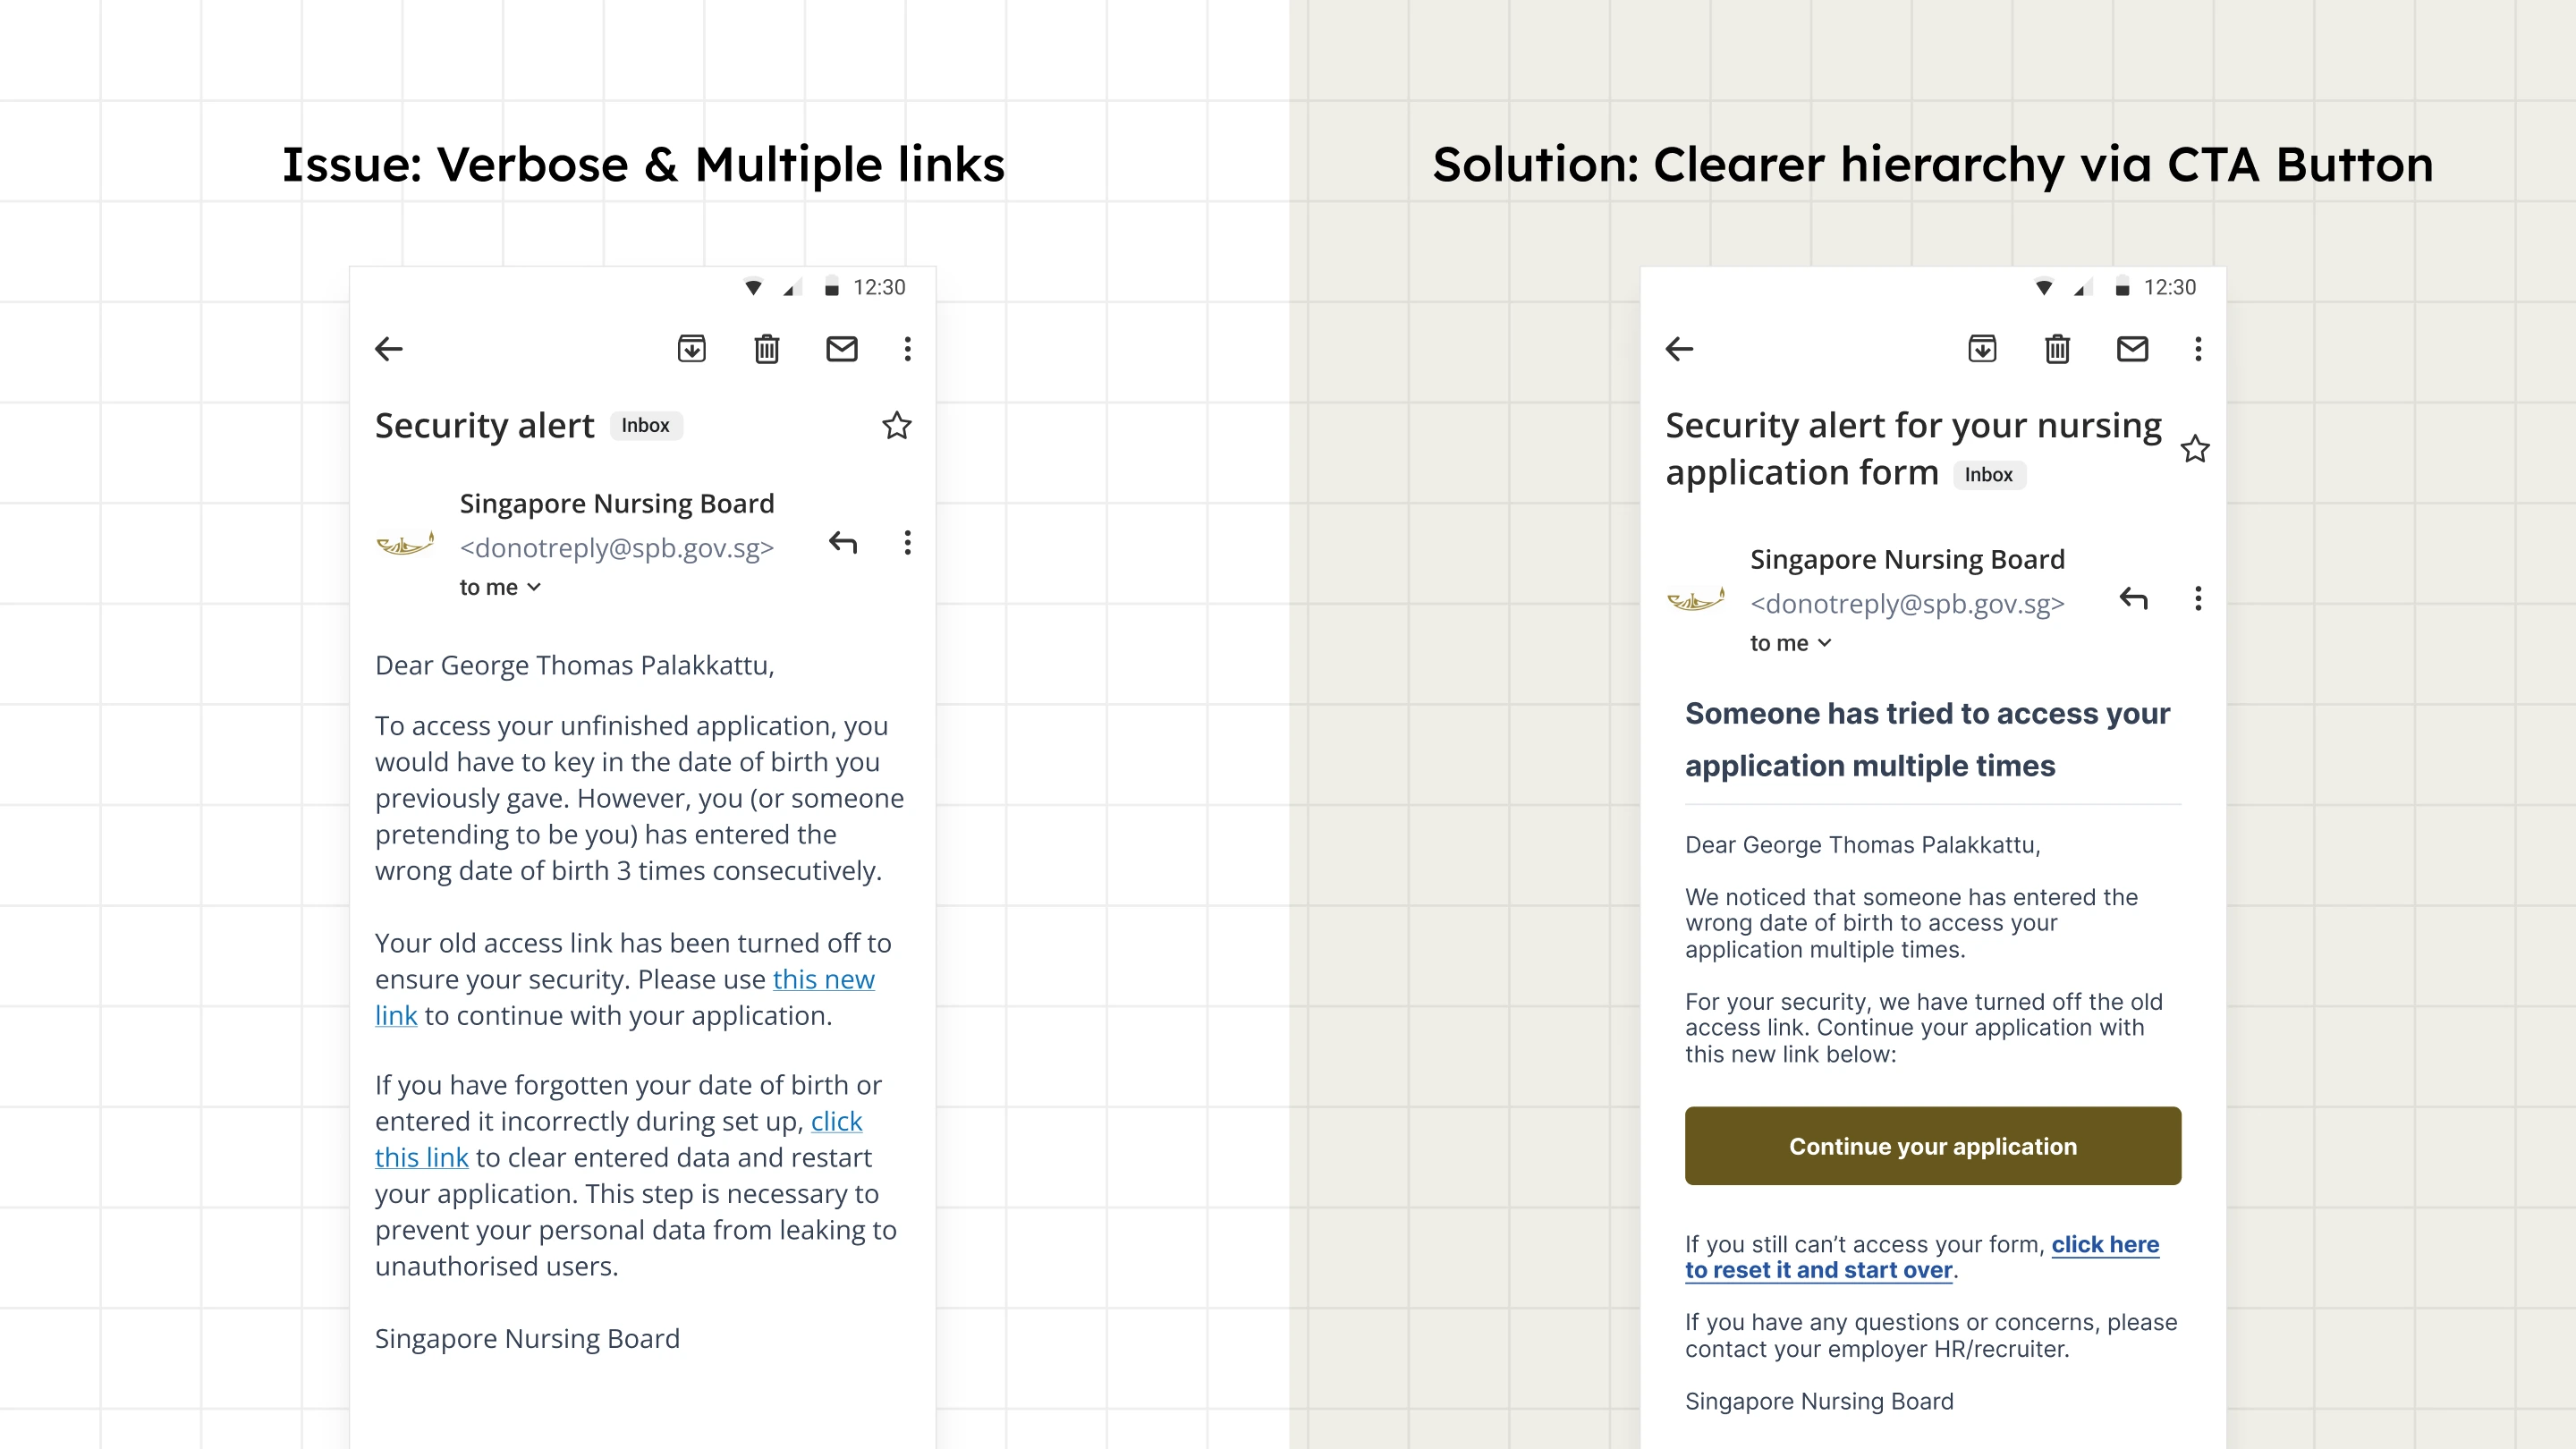 Issue: Verbose & Multiple links
12:30
Security alert Inbox
Singapore Nursing Board
<donotreply@spb.gov.sg>
to me
Dear George Thomas Palakkattu,
To access your unfinished application, you
would have to key in the date of birth you
previously gave. However, you (or someone
pretending to be you) has entered the
wrong date of birth 3 times consecutively.
Your old access link has been turned off to
ensure your security. Please use this new
link to continue with your application.
If you have forgotten your date of birth or
entered it incorrectly during set up, click
this link to clear entered data and restart
your application. This step is necessary to
prevent your personal data from leaking to
unauthorised users.
Singapore Nursing Board
Solution: Clearer hierarchy via CTA Button
12:30
Security alert for your nursing
application form Inbox
Singapore Nursing Board
<donotreply@spb.gov.sg>
to me
Someone has tried to access your
application multiple times
Dear George Thomas Palakkattu,
We noticed that someone has entered the
wrong date of birth to access your
application multiple times.
For your security, we have turned off the old
access link. Continue your application with
this new link below:
Continue your application
If you still can’t access your form, click here
to reset it and start over.
If you have any questions or concerns, please
contact your employer HR/recruiter.
Singapore Nursing Board